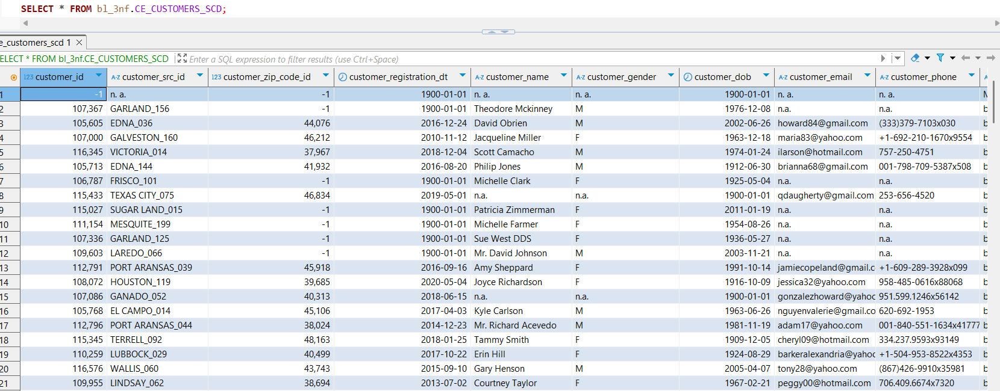 SELECT * FROM bl_3nf.CE_CUSTOMERS_SCD;
e_customers_scd 1
ELECT * FROM bl_3nf.CE_CUSTOMERS_SCD Enter a SQL expression to filter results (use Ctrl+Space)
123 customer_id A-Z customer_src_id 123 customer_zip_code_id customer_registration_dt A-Z customer_name A-Z customer_gender customer_dob A-Z customer_email A-Z customer_phone A-Z
1 -1 n. a. -1 1900-01-01 n. a. n. a. 1900-01-01 n. a. n. a.
2 107,367 GARLAND_156 -1 1900-01-01 Theodore Mckinney M 1976-12-08 n.a. n.a. b
3 105,605 EDNA_036 44,076 2016-12-24 David Obrien M 2002-06-26 howard84@gmail.com (333)379-7103x030 b
4 107,000 GALVESTON_160 46,212 2010-11-12 Jacqueline Miller F 1963-12-18 maria83@yahoo.com +1-692-210-1670x9554 b
5 116,345 VICTORIA_014 37,967 2018-12-04 Scott Camacho M 1974-01-24 ilarson@hotmail.com 757-250-4751 b
6 105,713 EDNA_144 41,932 2016-08-20 Philip Jones M 1912-06-30 brianna68@gmail.com 001-798-709-5387x508 b
7 106,787 FRISCO_101 -1 1900-01-01 Michelle Clark F 1925-05-04 n.a. n.a. b
8 115,433 TEXAS CITY_075 46,834 2019-05-01 n.a. n.a. 1900-01-01 qdaugherty@gmail.com 253-656-4520 b
9 115,027 SUGAR LAND_015 -1 1900-01-01 Patricia Zimmerman F 2011-01-19 n.a. n.a. b
10 111,154 MESQUITE_199 -1 1900-01-01 Michelle Farmer F 1954-08-26 n.a. n.a. b
11 107,336 GARLAND_125 -1 1900-01-01 Sue West DDS F 1936-05-27 n.a. n.a. b
12 109,603 LAREDO_066 -1 1900-01-01 Mr. David Johnson M 2003-11-21 n.a. n.a. b
13 112,791 PORT ARANSAS_039 45,918 2016-09-16 Amy Sheppard F 1991-10-14 jamiecopeland@gmail.c +1-609-289-3928x099 b
14 108,072 HOUSTON_119 39,685 2020-05-04 Joyce Richardson F 1916-10-09 jessica32@yahoo.com 958-485-0616x88068 b
15 107,086 GANADO_052 40,313 2018-06-15 n.a. n.a. 1900-01-01 gonzalezhoward@yahoc 951.599.1246x56142 b
16 105,768 EL CAMPO_014 45,106 2017-04-03 Kyle Carlson M 1963-06-26 nguyenvalerie@gmail.co 620-692-1953 b
17 112,796 PORT ARANSAS_044 38,024 2014-12-23 Mr. Richard Acevedo M 1981-11-19 adam17@yahoo.com 001-840-551-1634x41777 b
18 115,345 TERRELL_092 48,163 2018-01-25 Tammy Smith F 1909-12-05 cheryl09@hotmail.com 334.237.9593x93149 b
19 110,259 LUBBOCK_029 40,499 2017-10-22 Erin Hill F 1924-08-29 barkeralexandria@yahoc +1-504-953-8522x4353 b
20 116,576 WALLIS_060 43,743 2015-09-10 Gary Henson M 2005-04-07 tony28@yahoo.com (867)426-9910x35981 b
21 109,955 LINDSAY_062 38,694 2013-07-02 Courtney Taylor F 1967-02-21 peggy00@hotmail.com 706.409.6674x7320 b